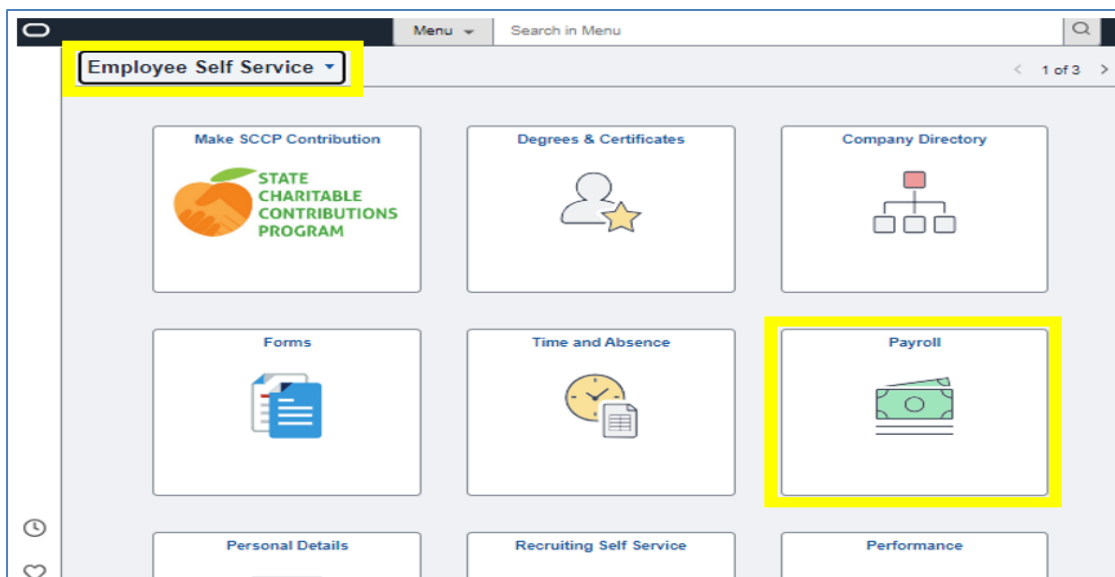 Menu
Search in Menu
Employee Self Service
1 of 3
Make SCCP Contribution
STATE
CHARITABLE
CONTRIBUTIONS
PROGRAM
Degrees & Certificates
Company Directory
Forms
Time and Absence
Payroll
Personal Details
Recruiting Self Service
Performance